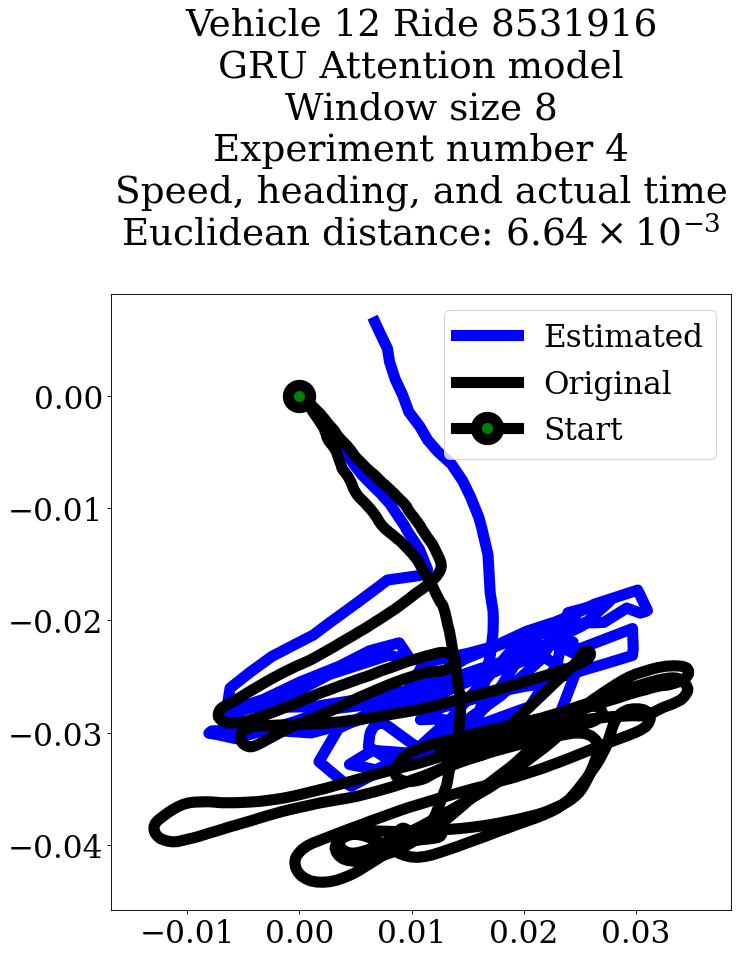 Vehicle 12 Ride 8531916
GRU Attention model
Window size 8
Experiment number 4
Speed, heading, and actual time
Euclidean distance: 6.64 × 10⁻³
Estimated
Original
Start
0.00
−0.01
−0.02
−0.03
−0.04
−0.01 0.00 0.01 0.02 0.03